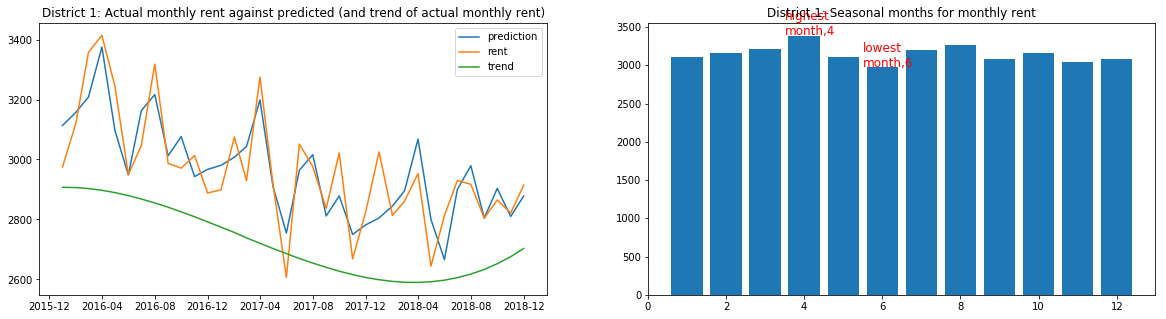 District 1: Actual monthly rent against predicted (and trend of actual monthly rent)
prediction
rent
trend
3400
3200
3000
2800
2600
2015-12 2016-04 2016-08 2016-12 2017-04 2017-08 2017-12 2018-04 2018-08 2018-12
District 1: Seasonal months for monthly rent
highest
month,4
lowest
month,6
3500
3000
2500
2000
1500
1000
500
0
0 2 4 6 8 10 12